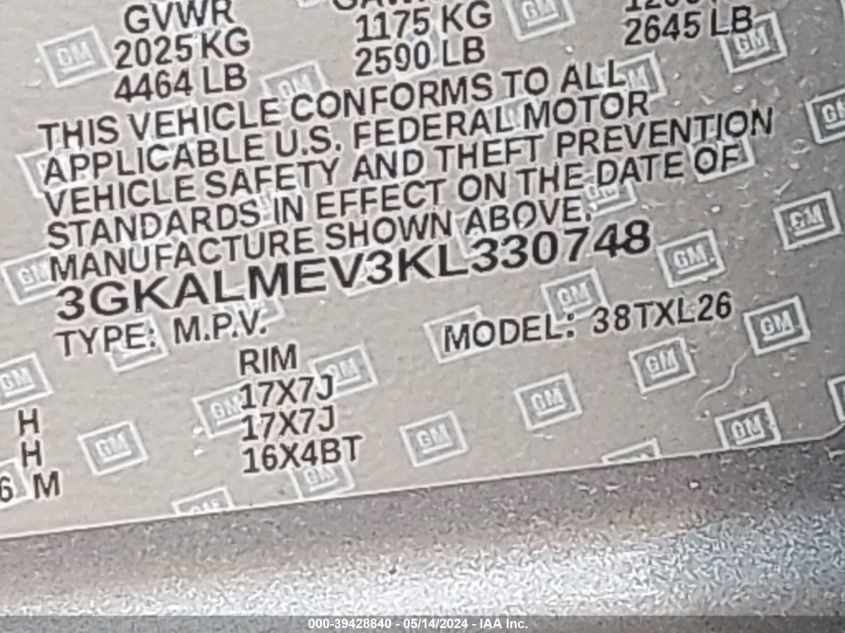 GVWR
2025 KG
4464 LB
1175 KG
2590 LB
2645 LB
THIS VEHICLE CONFORMS TO ALL
APPLICABLE U.S. FEDERAL MOTOR
VEHICLE SAFETY AND THEFT PREVENTION
STANDARDS IN EFFECT ON THE DATE OF
MANUFACTURE SHOWN ABOVE.
3GKALMEV3KL330748
TYPE: M.P.V. MODEL: 38TXL26
RIM
H 17X7J
H 17X7J
6 M 16X4BT
GM
000-39428840 - 05/14/2024 - IAA Inc.